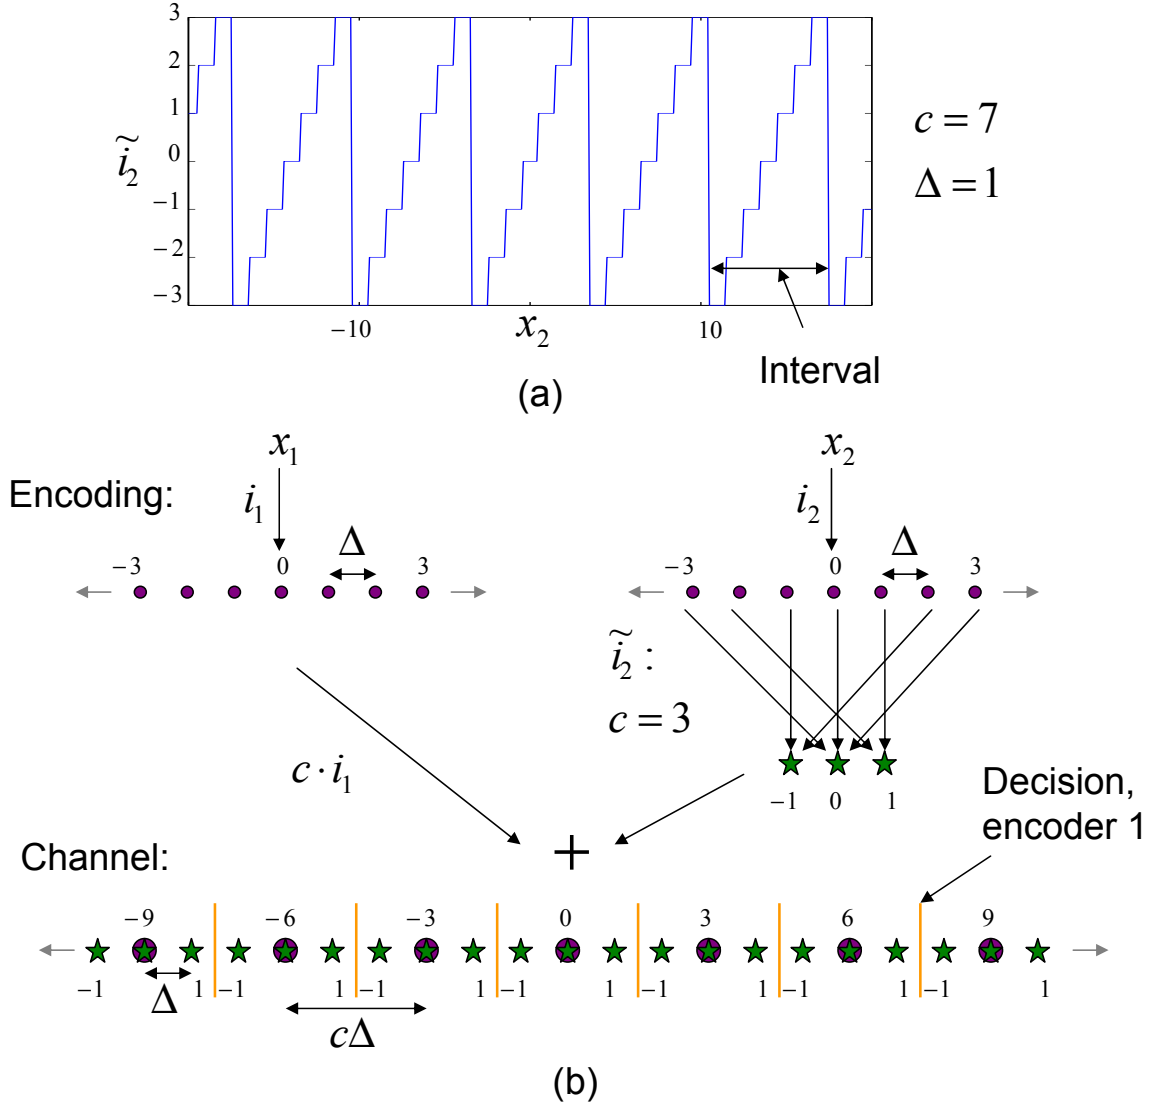 3
2
1
0
−1
−2
−3
ĩ₂
−10
x₂
10
c = 7
Δ = 1
Interval
(a)
Encoding:
x₁
i₁
−3
0
Δ
3
x₂
i₂
−3
0
Δ
3
ĩ₂ :
c = 3
−1
0
1
c · i₁
Decision,
encoder 1
Channel:
+
−9
−6
−3
0
3
6
9
−1
Δ
1
−1
1
−1
1
−1
1
−1
1
−1
1
−1
1
cΔ
(b)